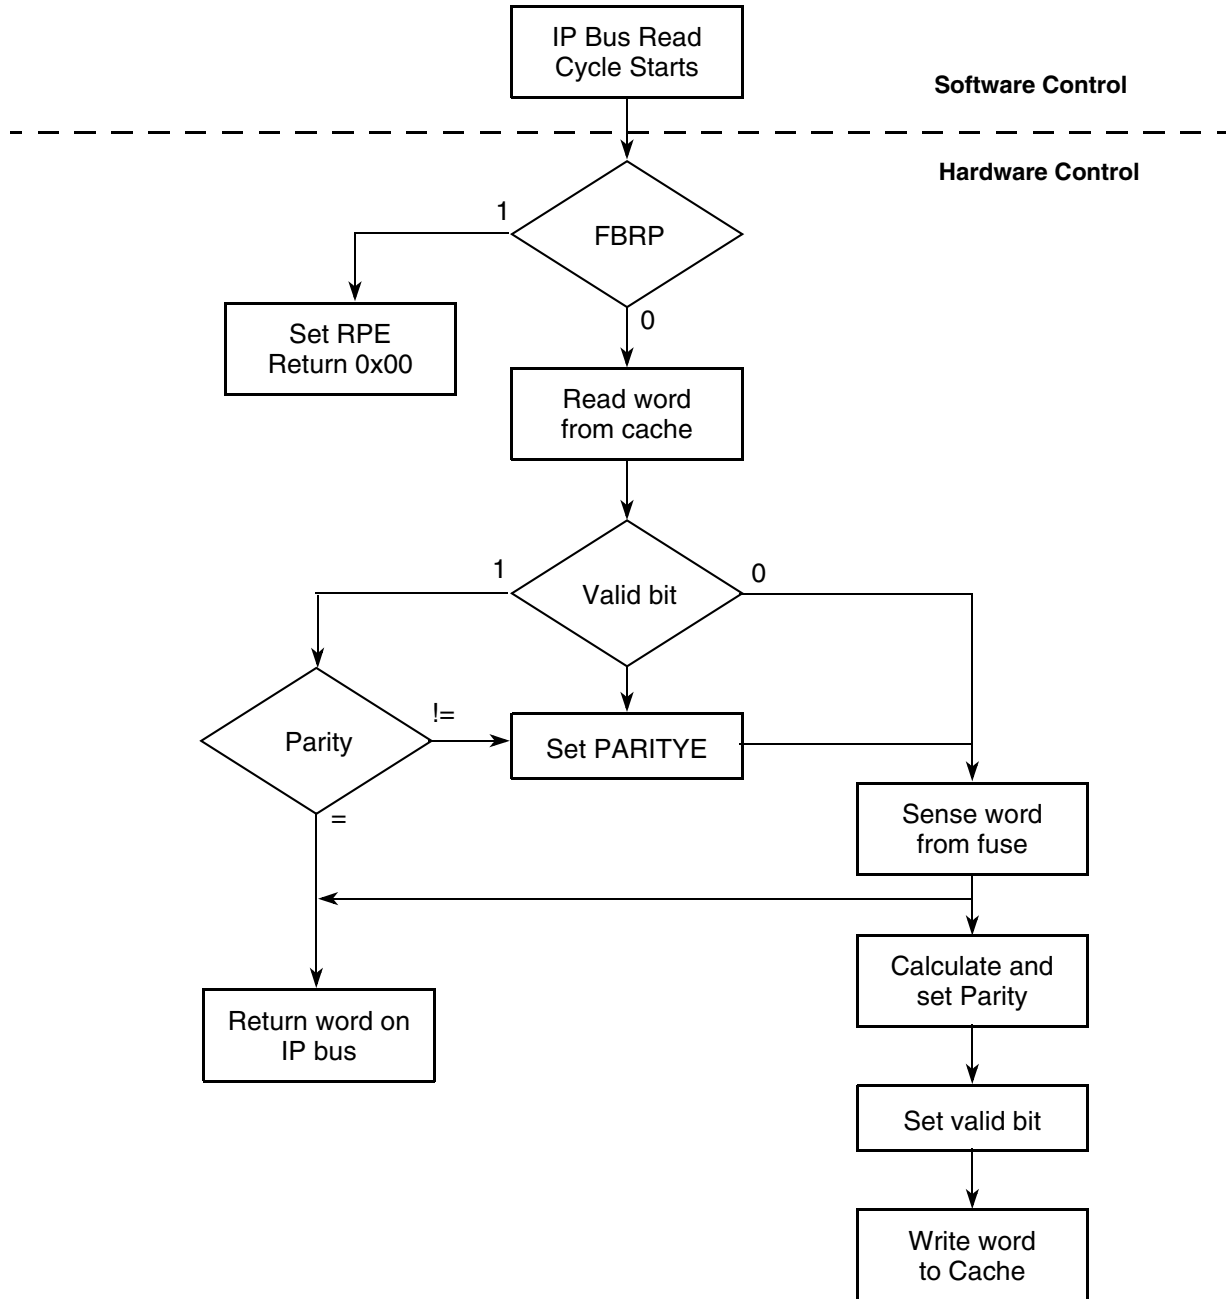 IP Bus Read
Cycle Starts
Software Control
Hardware Control
1
FBRP
0
Set RPE
Return 0x00
Read word
from cache
1
0
Valid bit
!=
Parity
Set PARITYE
=
Sense word
from fuse
Calculate and
set Parity
Return word on
IP bus
Set valid bit
Write word
to Cache